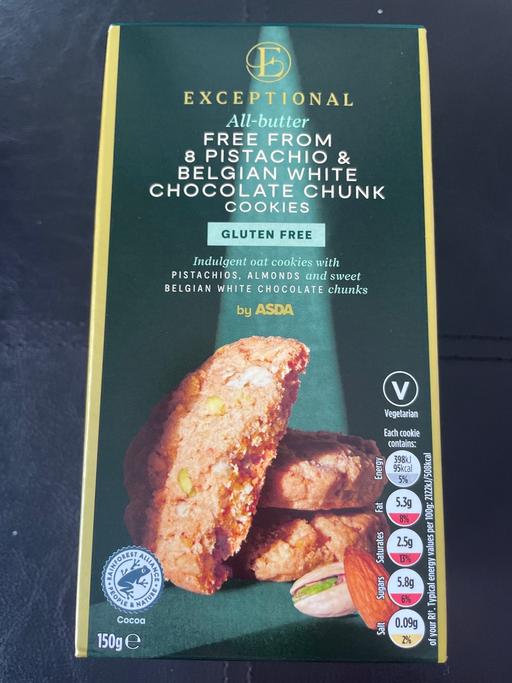 E
EXCEPTIONAL
All-butter
FREE FROM
8 PISTACHIO &
BELGIAN WHITE
CHOCOLATE CHUNK
COOKIES
GLUTEN FREE
Indulgent oat cookies with
PISTACHIOS, ALMONDS and sweet
BELGIAN WHITE CHOCOLATE chunks
by ASDA
V
Vegetarian
Each cookie
contains:
Energy
398kJ
95kcal
5%
Fat
5.3g
8%
Saturates
2.5g
13%
Sugars
5.8g
6%
Salt
0.09g
2%
of your RI*. Typical energy values per 100g: 2122kJ/508kcal
RAINFOREST ALLIANCE
PEOPLE & NATURE
Cocoa
150g e